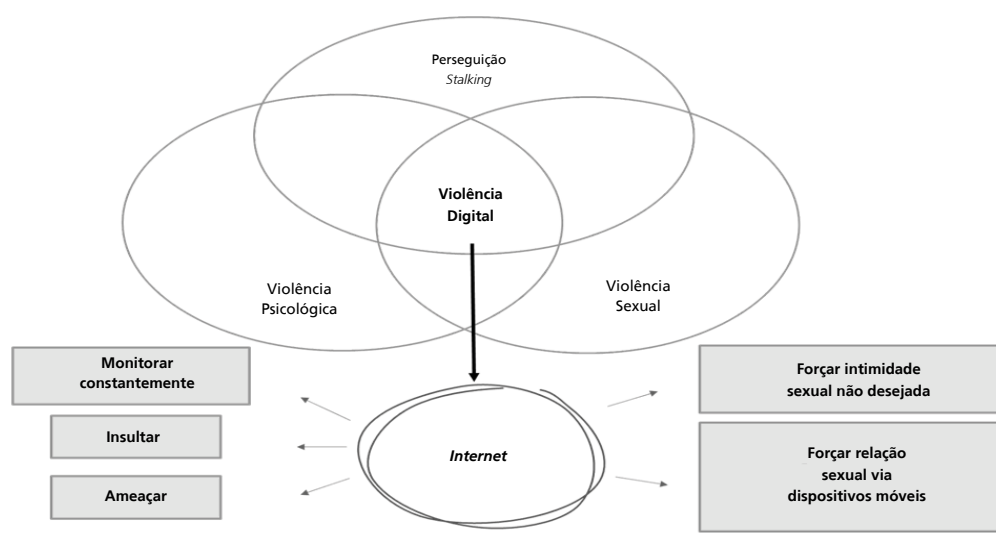 Perseguição
Stalking
Violência
Digital
Violência
Psicológica
Violência
Sexual
Monitorar
constantemente
Insultar
Ameaçar
Internet
Forçar intimidade
sexual não desejada
Forçar relação
sexual via
dispositivos móveis